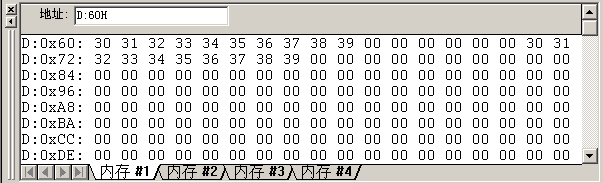 地址: D:60H
D:0x60: 30 31 32 33 34 35 36 37 38 39 00 00 00 00 00 00 30 31
D:0x72: 32 33 34 35 36 37 38 39 00 00 00 00 00 00 00 00 00 00
D:0x84: 00 00 00 00 00 00 00 00 00 00 00 00 00 00 00 00 00 00
D:0x96: 00 00 00 00 00 00 00 00 00 00 00 00 00 00 00 00 00 00
D:0xA8: 00 00 00 00 00 00 00 00 00 00 00 00 00 00 00 00 00 00
D:0xBA: 00 00 00 00 00 00 00 00 00 00 00 00 00 00 00 00 00 00
D:0xCC: 00 00 00 00 00 00 00 00 00 00 00 00 00 00 00 00 00 00
D:0xDE: 00 00 00 00 00 00 00 00 00 00 00 00 00 00 00 00 00 00
内存 #1 内存 #2 内存 #3 内存 #4